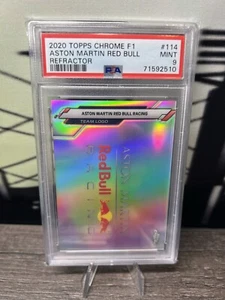 2020 TOPPS CHROME F1 #114
ASTON MARTIN RED BULL MINT
REFRACTOR 9
PSA 71592510
ASTON MARTIN RED BULL RACING
TEAM LOGO
Red Bull
RACING